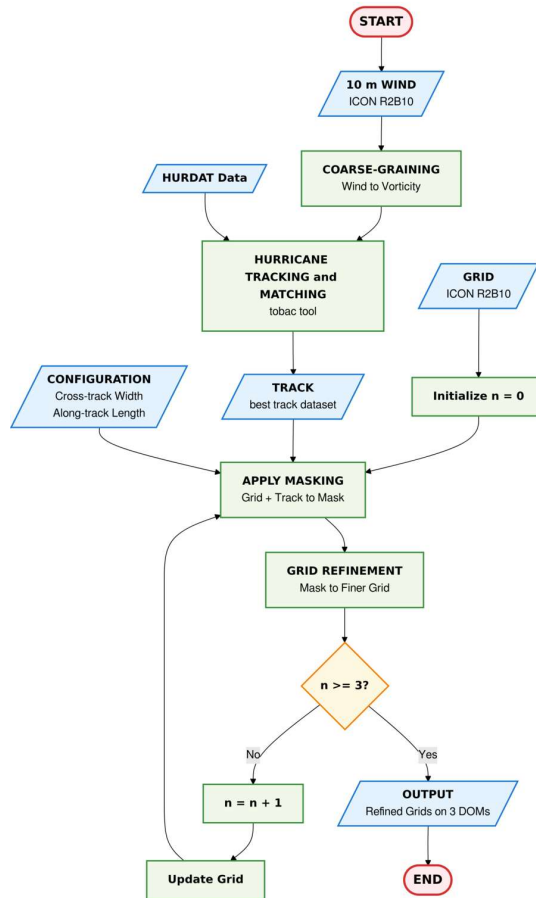 START
10 m WIND
ICON R2B10
COARSE-GRAINING
Wind to Vorticity
HURDAT Data
HURRICANE
TRACKING and
MATCHING
tobac tool
GRID
ICON R2B10
CONFIGURATION
Cross-track Width
Along-track Length
TRACK
best track dataset
Initialize n = 0
APPLY MASKING
Grid + Track to Mask
GRID REFINEMENT
Mask to Finer Grid
n >= 3?
No
Yes
n = n + 1
OUTPUT
Refined Grids on 3 DOMs
Update Grid
END